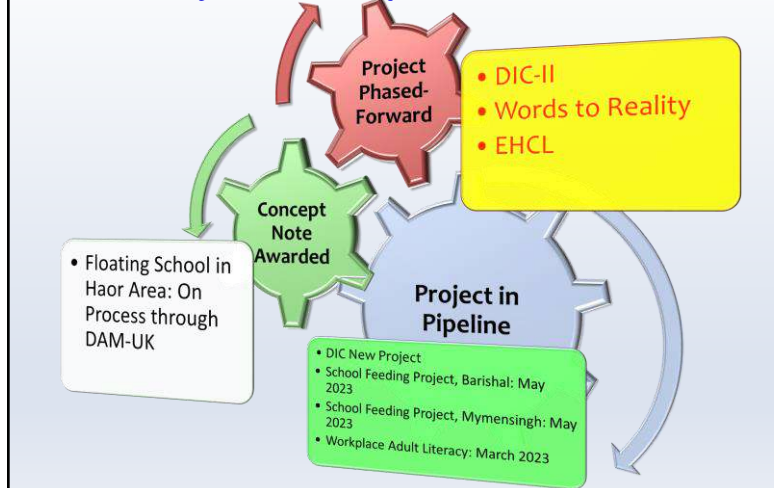 Project
Phased-
Forward
• DIC-II
• Words to Reality
• EHCL
Concept
Note
Awarded
• Floating School in
Haor Area: On
Process through
DAM-UK
Project in
Pipeline
• DIC New Project
• School Feeding Project, Barishal: May
2023
• School Feeding Project, Mymensingh: May
2023
• Workplace Adult Literacy: March 2023